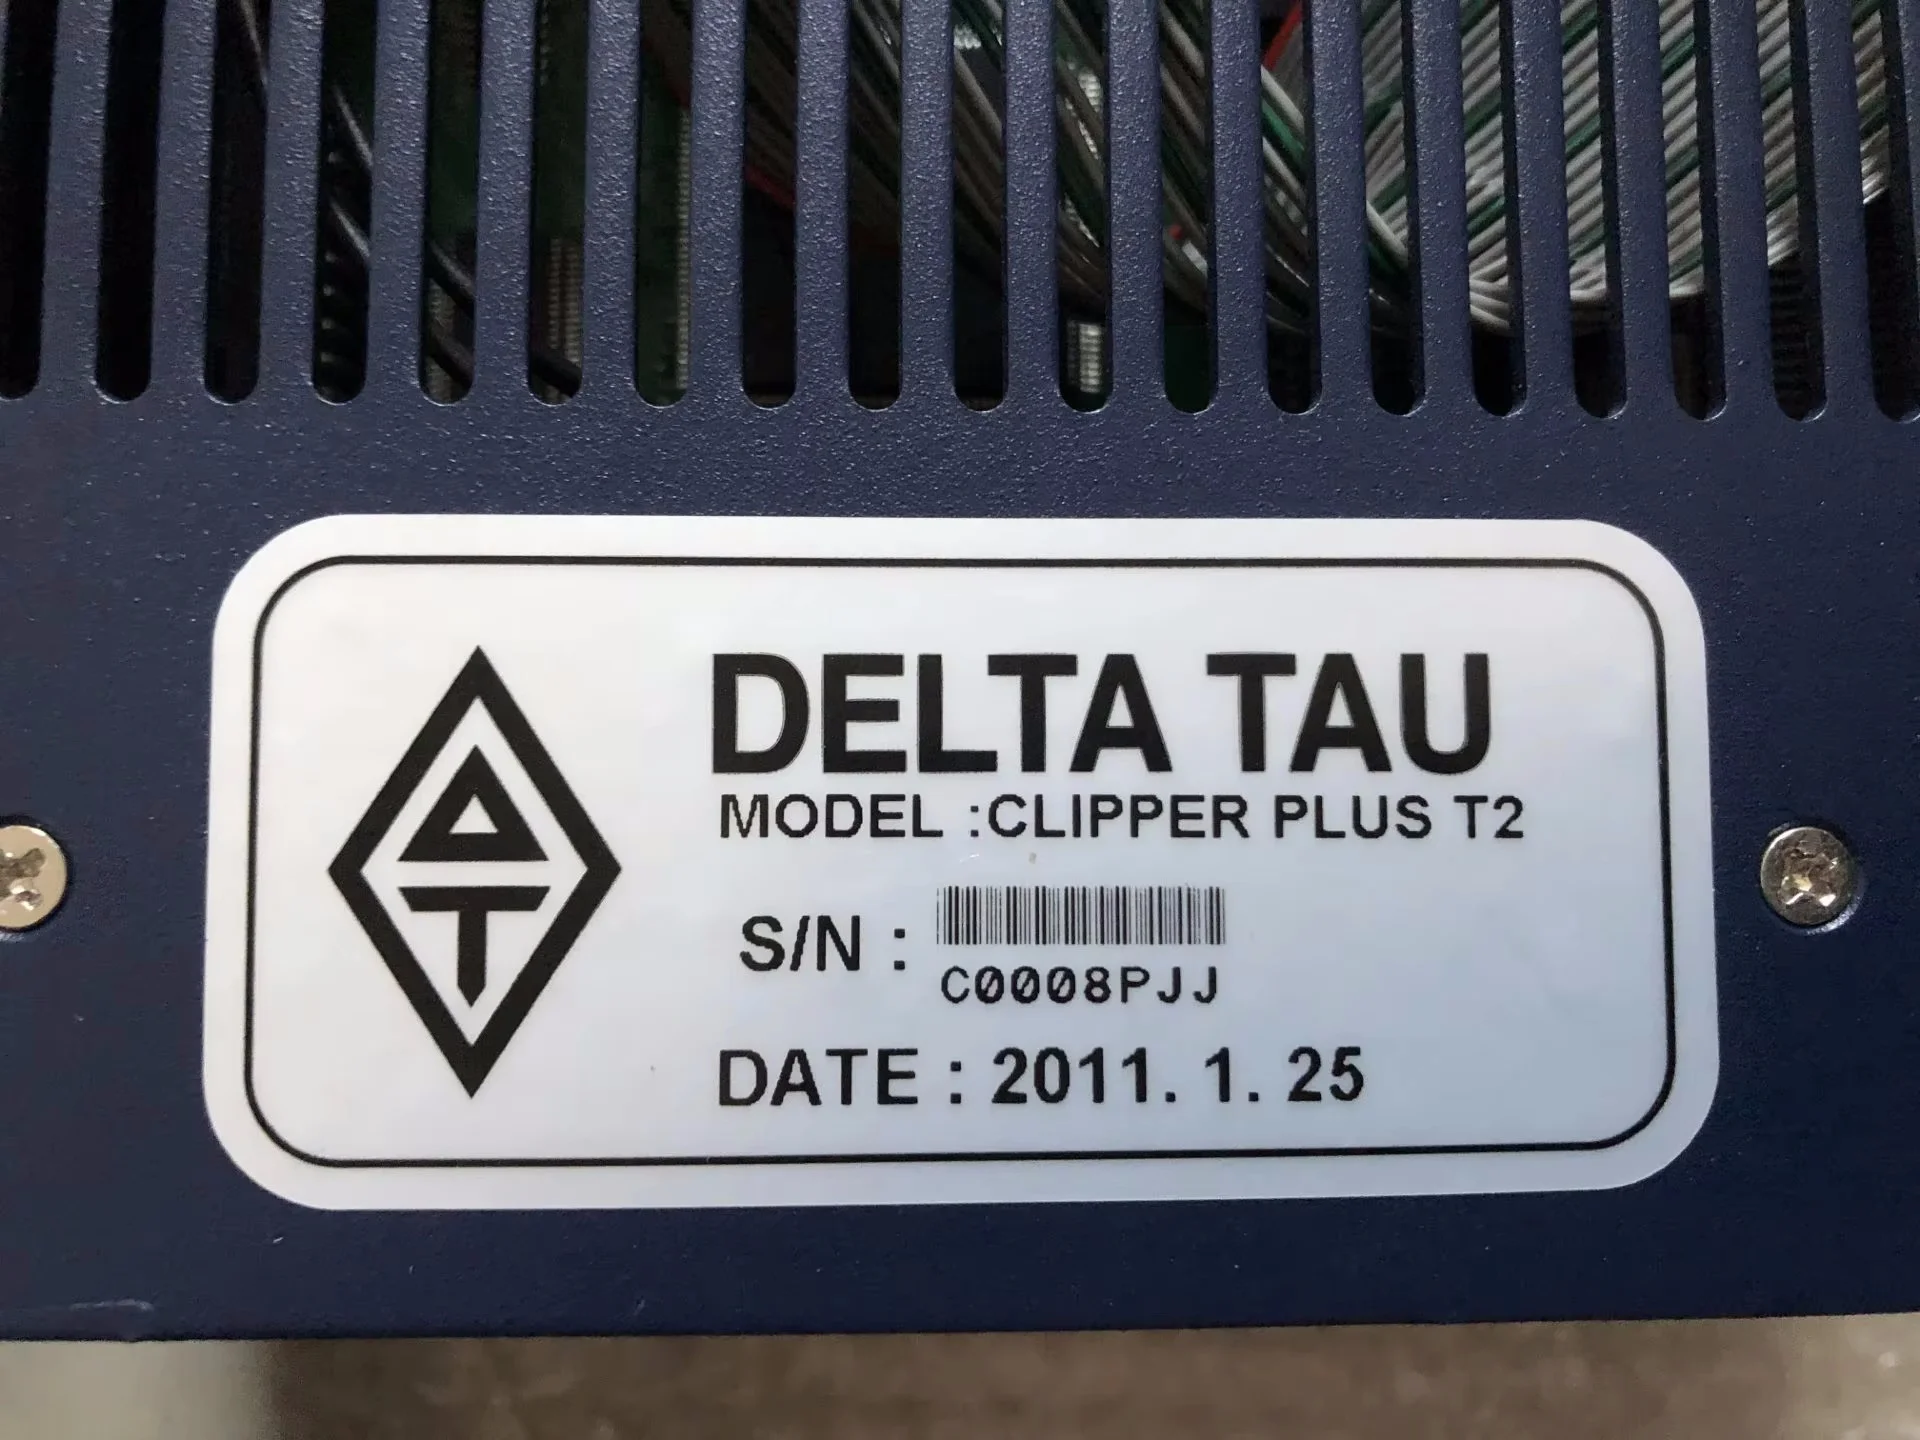 DELTA TAU
MODEL :CLIPPER PLUS T2
S/N :
C0008PJJ
DATE : 2011. 1. 25